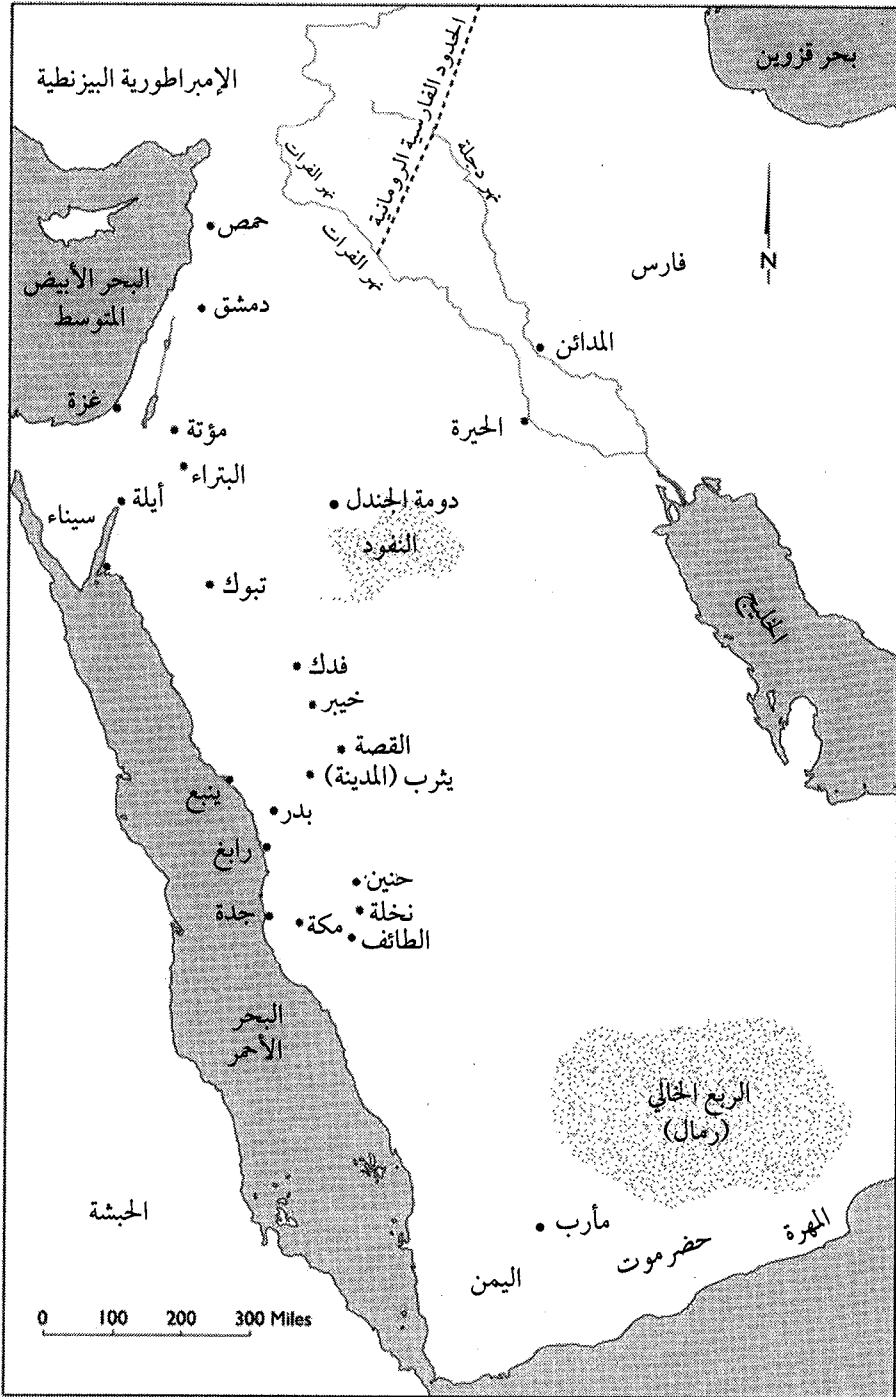 بحر قزوين
الإمبراطورية البيزنطية
الحدود الفارسية الرومانية
نهر دجلة
نهر الفرات
نهر الفرات
حمص
فارس
N
البحر الأبيض
المتوسط
دمشق
المدائن
غزة
مؤتة
الحيرة
البتراء
أيلة
سيناء
دومة الجندل
النفود
تبوك
الخليج
فدك
خيبر
القصة
يثرب (المدينة)
ينبع
بدر
رابغ
حنين
نخلة
جدة
مكة
الطائف
البحر
الأحمر
الربع الخالي
(رمال)
الحبشة
مأرب
حضرموت
المهرة
اليمن
0 100 200 300 Miles